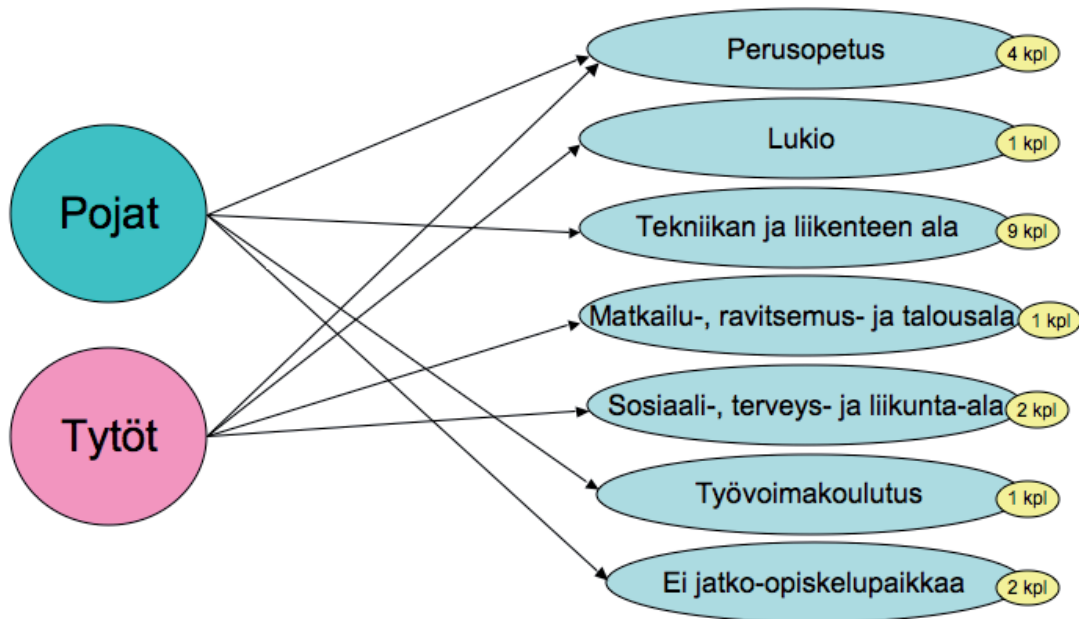 Pojat
Tytöt
Perusopetus
4 kpl
Lukio
1 kpl
Tekniikan ja liikenteen ala
9 kpl
Matkailu-, ravitsemus- ja talousala
1 kpl
Sosiaali-, terveys- ja liikunta-ala
2 kpl
Työvoimakoulutus
1 kpl
Ei jatko-opiskelupaikkaa
2 kpl